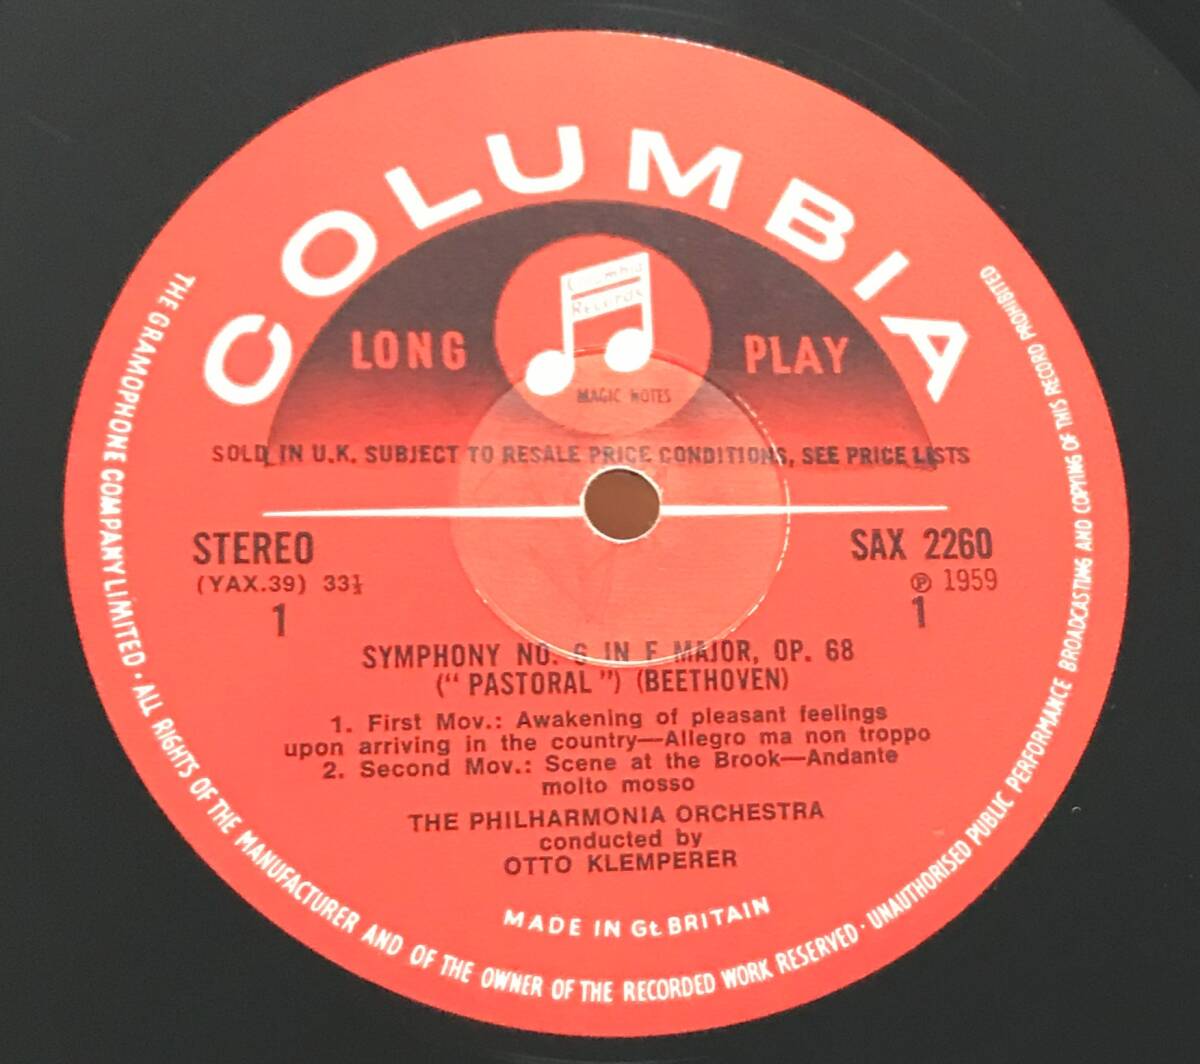 COLUMBIA
LONG PLAY
Columbia
Records
MAGIC NOTES
SOLD IN U.K. SUBJECT TO RESALE PRICE CONDITIONS, SEE PRICE LISTS
STEREO
(YAX.39) 33⅓
1
SAX 2260
℗ 1959
1
SYMPHONY NO. 6 IN F MAJOR, OP. 68
(“ PASTORAL ”) (BEETHOVEN)
1. First Mov.: Awakening of pleasant feelings
upon arriving in the country—Allegro ma non troppo
2. Second Mov.: Scene at the Brook—Andante
molto mosso
THE PHILHARMONIA ORCHESTRA
conducted by
OTTO KLEMPERER
MADE IN Gt. BRITAIN
THE GRAMOPHONE COMPANY LIMITED · ALL RIGHTS OF THE MANUFACTURER AND OF THE OWNER OF THE RECORDED WORK RESERVED · UNAUTHORISED PUBLIC PERFORMANCE BROADCASTING AND COPYING OF THIS RECORD PROHIBITED